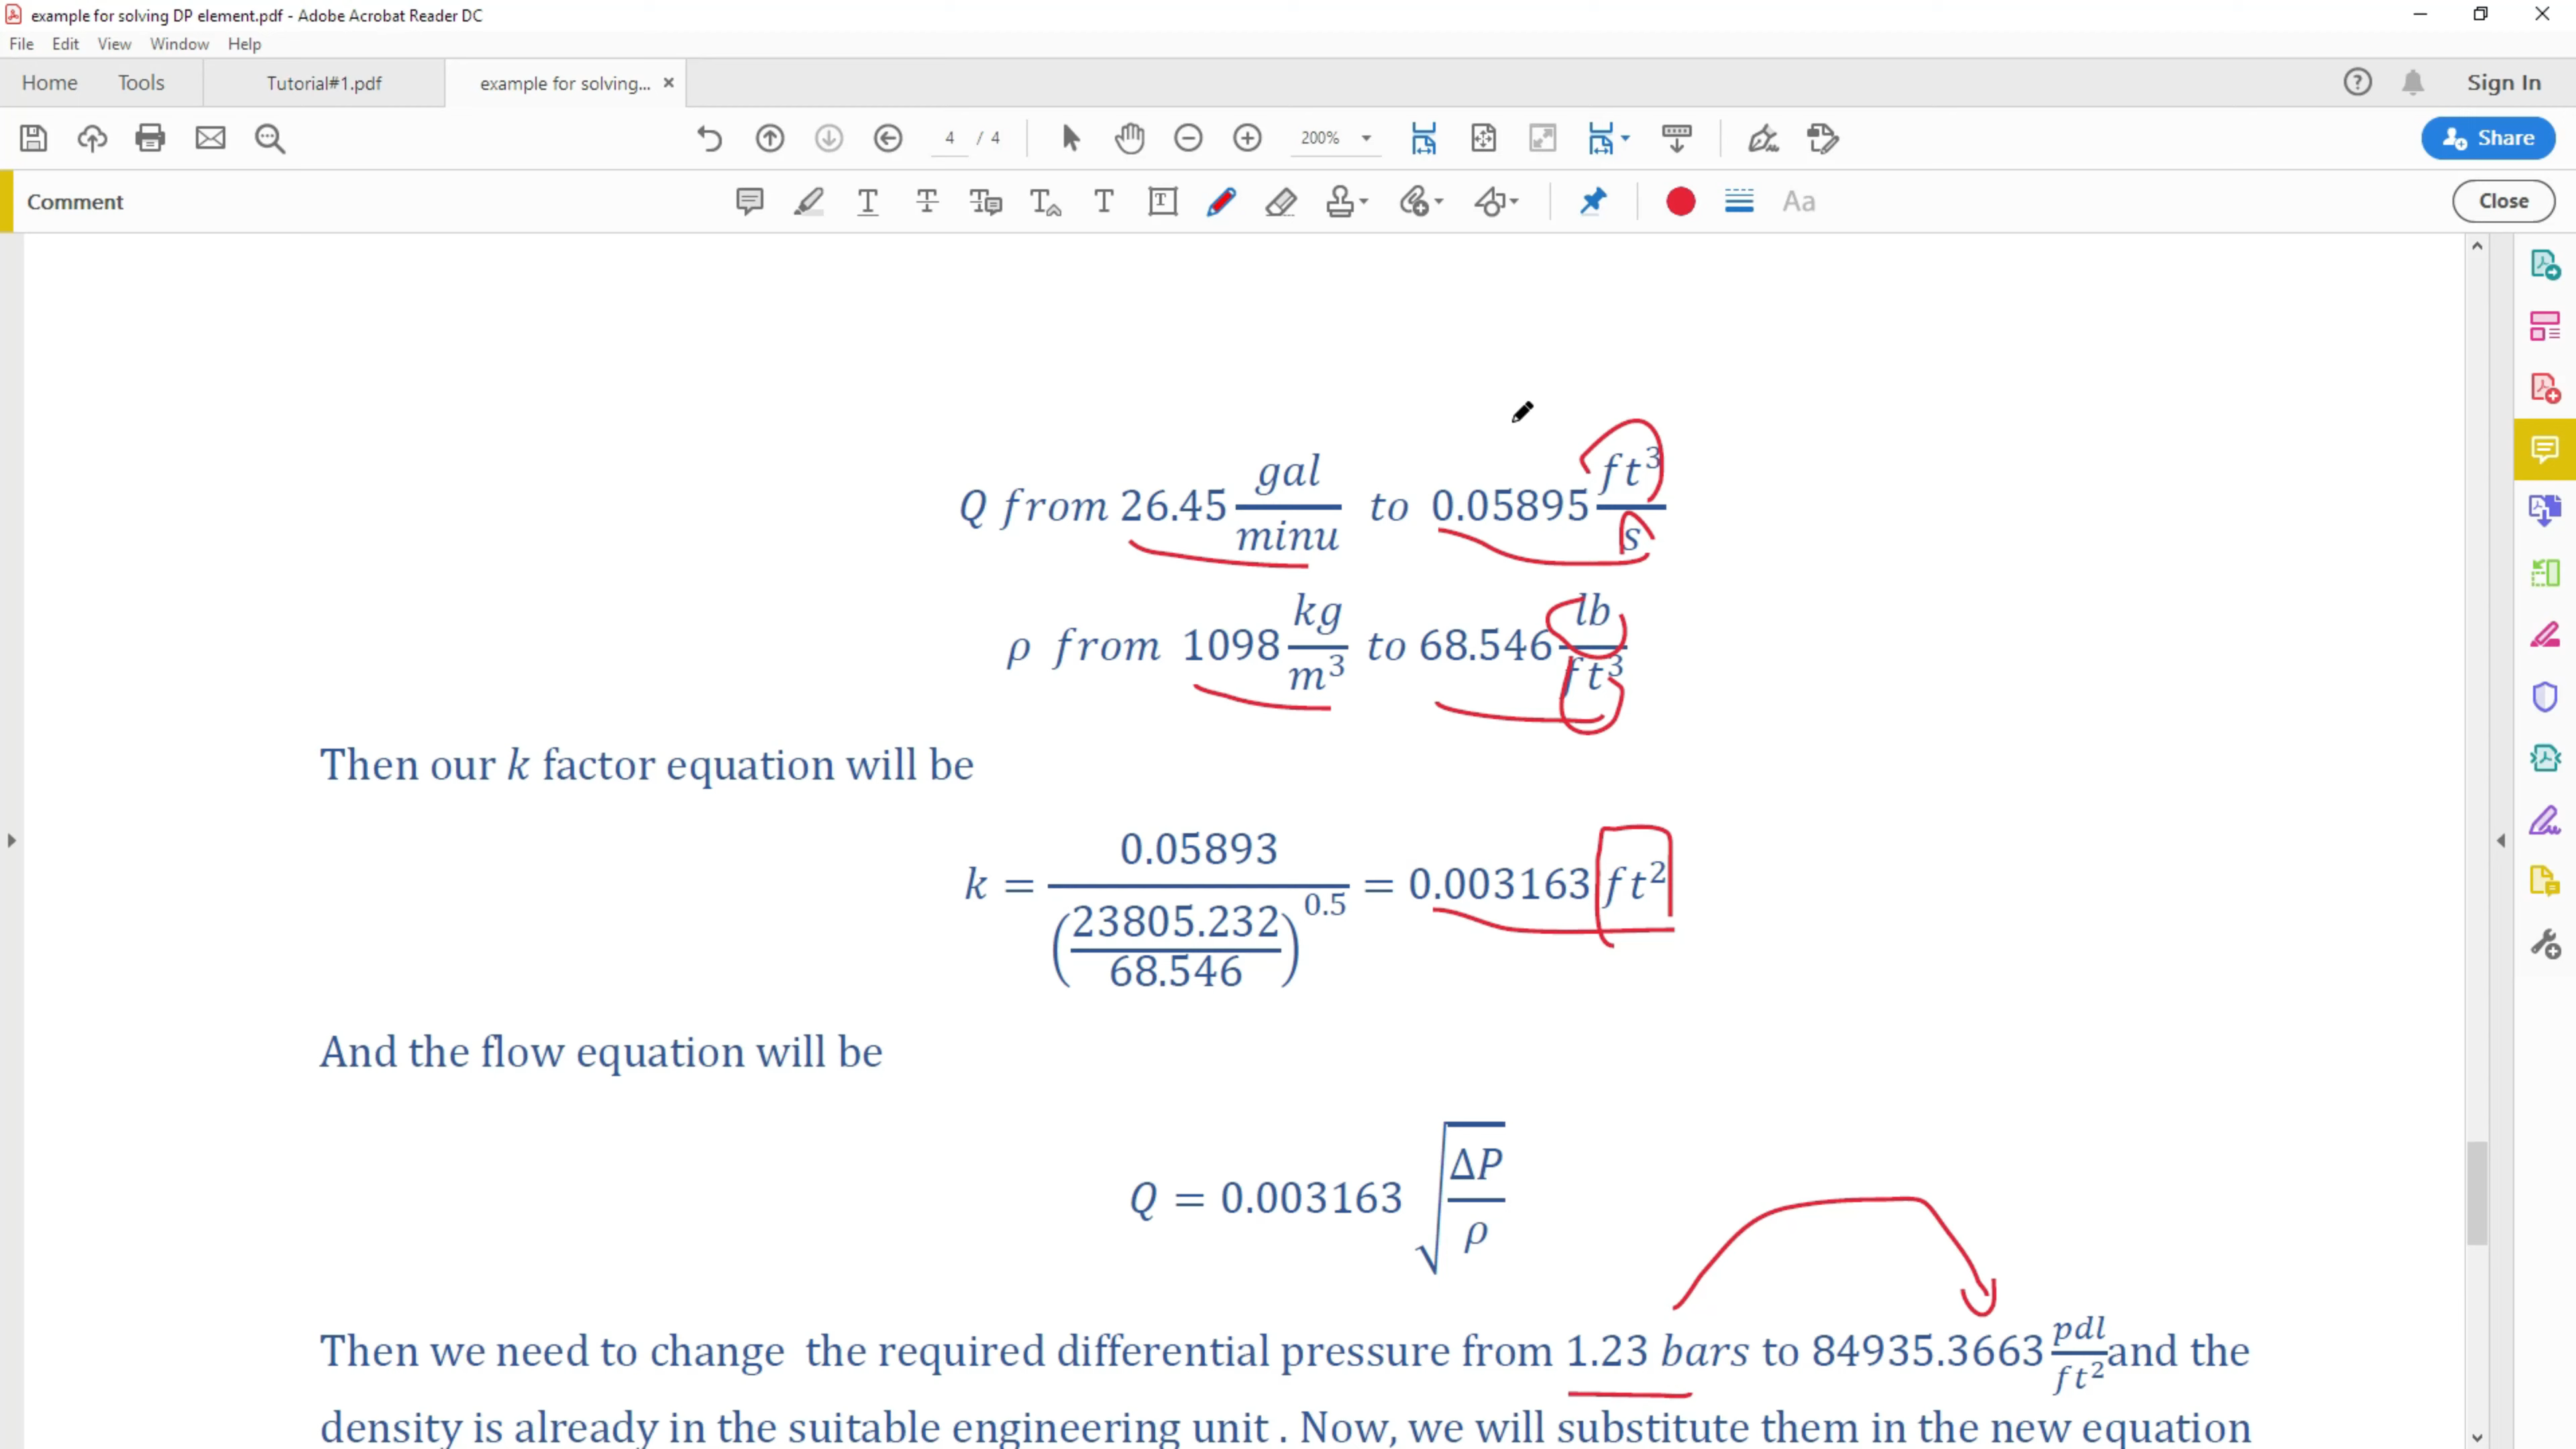 example for solving DP element.pdf - Adobe Acrobat Reader DC
File Edit View Window Help
Home Tools Tutorial#1.pdf example for solving... × Sign In
4 / 4 200% Share
Comment Aa Close
Q from 26.45 gal/minu to 0.05895 ft³/s
ρ from 1098 kg/m³ to 68.546 lb/ft³
Then our k factor equation will be
k = 0.05893/(23805.232/68.546)^0.5 = 0.003163 ft²
And the flow equation will be
Q = 0.003163 √(ΔP/ρ)
Then we need to change the required differential pressure from 1.23 bars to 84935.3663 pdl/ft² and the
density is already in the suitable engineering unit . Now, we will substitute them in the new equation